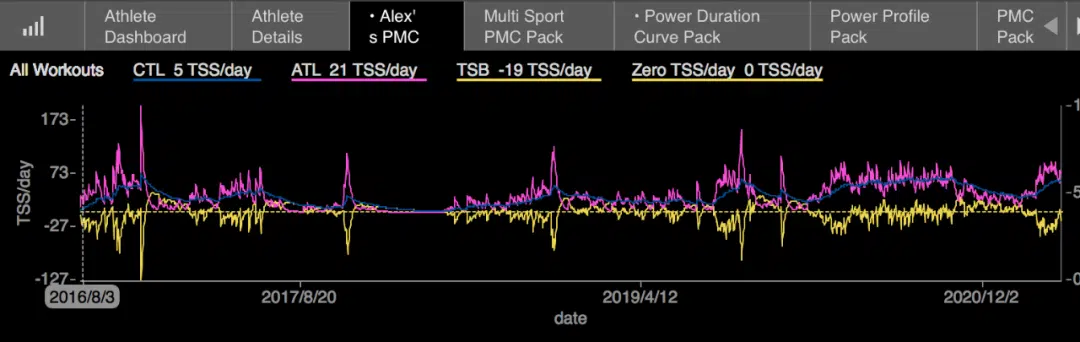 Athlete
Dashboard
Athlete
Details
• Alex'
s PMC
Multi Sport
PMC Pack
• Power Duration
Curve Pack
Power Profile
Pack
PMC
Pack
All Workouts CTL 5 TSS/day ATL 21 TSS/day TSB -19 TSS/day Zero TSS/day 0 TSS/day
TSS/day
173
73
-27
-127
-1
-5
-0
2016/8/3 2017/8/20 2019/4/12 2020/12/2
date